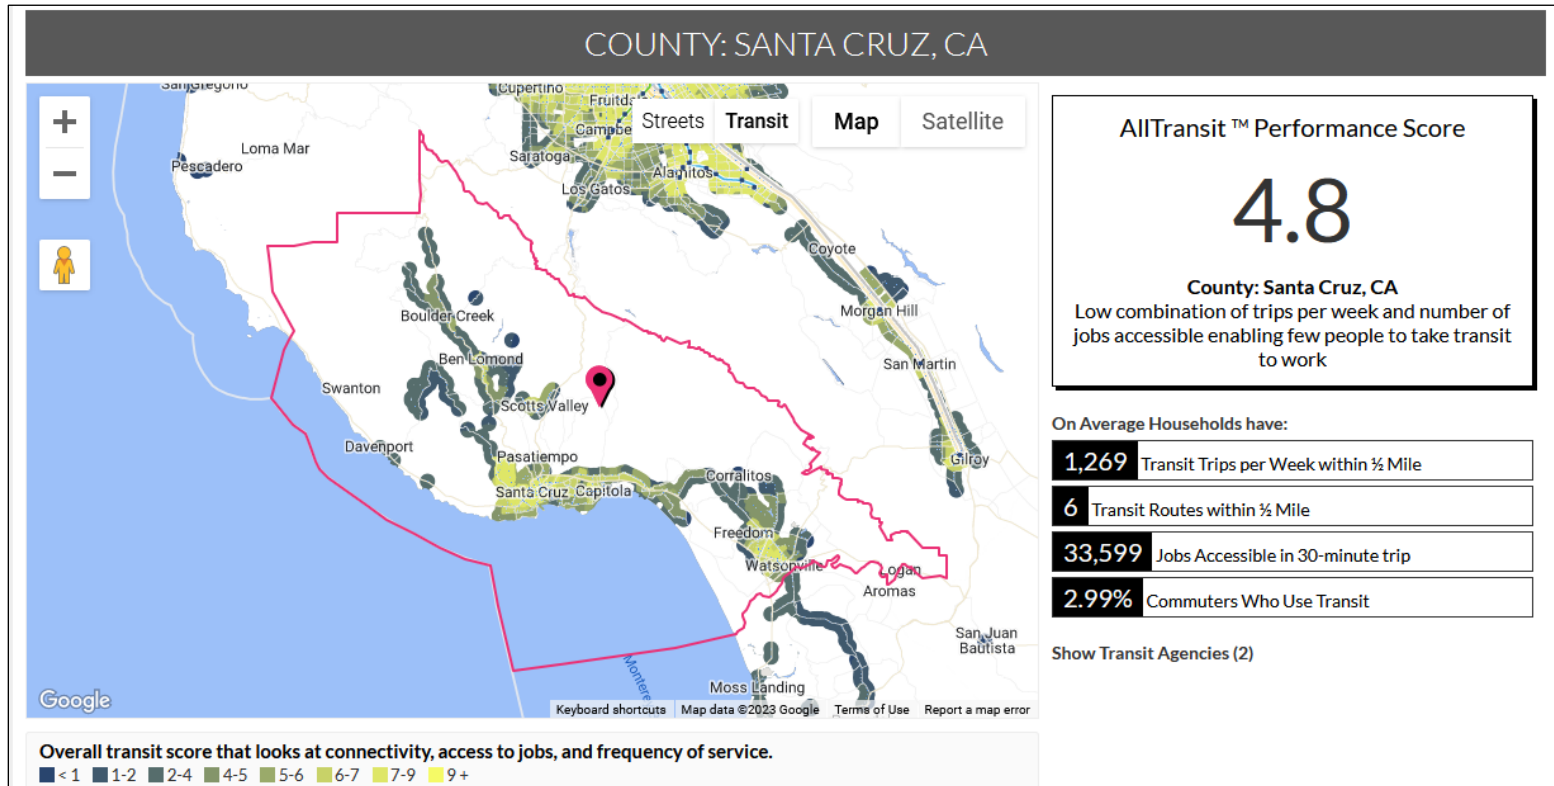 COUNTY: SANTA CRUZ, CA
San Gregorio
Cupertino
Loma Mar
Campbe
Streets
Transit
Map
Satellite
Pescadero
Saratoga
Los Gatos
Alamitos
Coyote
Boulder Creek
Morgan Hill
Ben Lomond
San Martin
Swanton
Scotts Valley
Davenport
Pasatiempo
Gilroy
Corralitos
Santa Cruz
Capitola
Freedom
Watsonville
Logan
Aromas
San Juan
Bautista
Moss Landing
Google
Keyboard shortcuts
Map data ©2023 Google
Terms of Use
Report a map error
Overall transit score that looks at connectivity, access to jobs, and frequency of service.
< 1 1-2 2-4 4-5 5-6 6-7 7-9 9 +
AllTransit ™ Performance Score
4.8
County: Santa Cruz, CA
Low combination of trips per week and number of
jobs accessible enabling few people to take transit
to work
On Average Households have:
1,269 Transit Trips per Week within ½ Mile
6 Transit Routes within ½ Mile
33,599 Jobs Accessible in 30-minute trip
2.99% Commuters Who Use Transit
Show Transit Agencies (2)